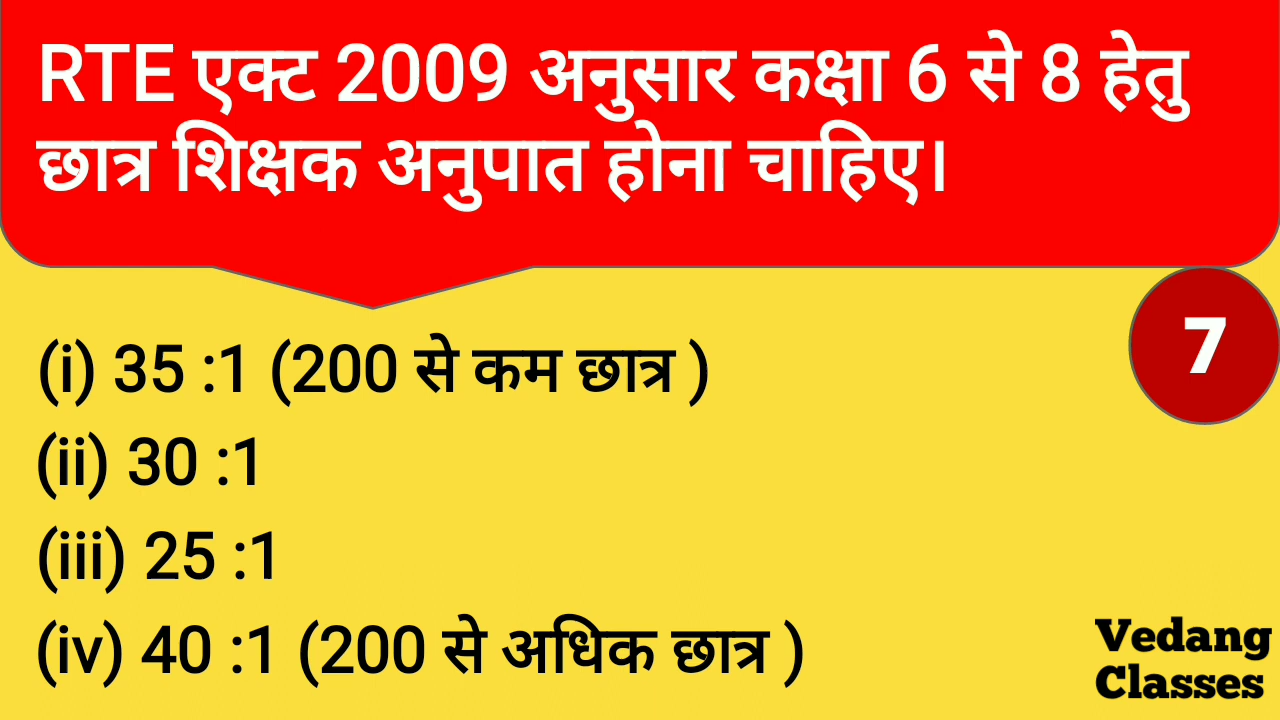 RTE एक्ट 2009 अनुसार कक्षा 6 से 8 हेतु
छात्र शिक्षक अनुपात होना चाहिए।
7
(i) 35 :1 (200 से कम छात्र )
(ii) 30 :1
(iii) 25 :1
(iv) 40 :1 (200 से अधिक छात्र )
Vedang
Classes